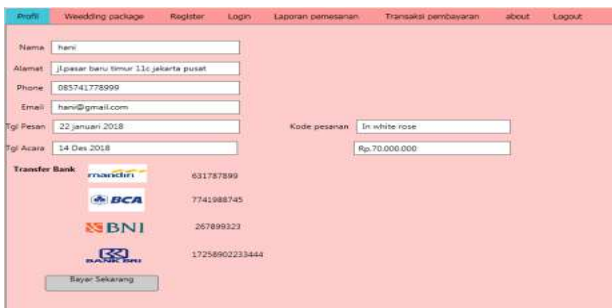 Profil Weedding package Register Login Laporan pemesanan Transaksi pembayaran about Logout
Nama hani
Alamat jl.pasar baru timur 11c jakarta pusat
Phone 085741778999
Email hani@gmail.com
Tgl Pesan 22 januari 2018 Kode pesanan In white rose
Tgl Acara 14 Des 2018 Rp.70.000.000
Transfer Bank mandiri 631787899
BCA 7741988745
BNI 267899323
BANK BRI 17258902233444
Bayar Sekarang